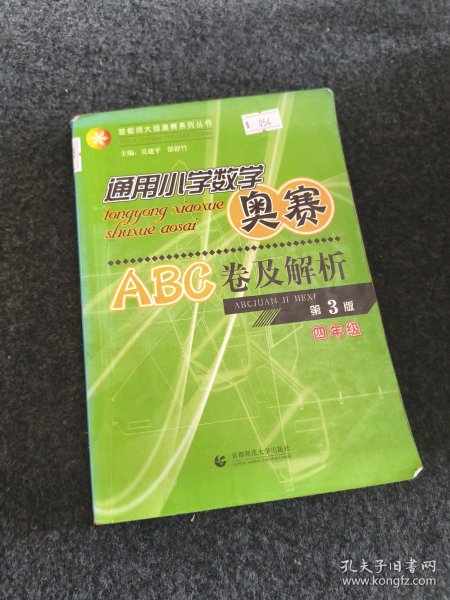 首都师大版奥赛系列丛书
主编：吴建平 郜舒竹
054
通用小学数学
tongyong xiaoxue
shuxue aosai
奥赛
ABC卷及解析
ABCJUAN JI JIEXI
第3版
四年级
首都师范大学出版社
孔夫子旧书网
www.kongfz.com